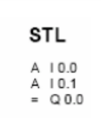 STL
A I 0.0
A I 0.1
= Q 0.0